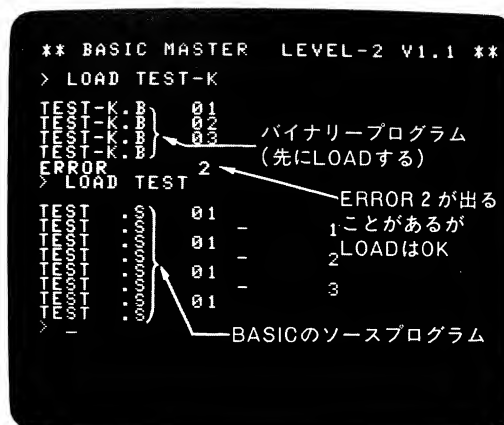 ** BASIC MASTER LEVEL-2 V1.1 **
> LOAD TEST-K
TEST-K.B 01
TEST-K.B 02
TEST-K.B 03
TEST-K.B
バイナリープログラム
(先にLOADする)
ERROR 2
> LOAD TEST
ERROR 2 が出る
ことがあるが
LOADはOK
TEST .S 01
TEST .S - 1
TEST .S 01
TEST .S - 2
TEST .S 01
TEST .S - 3
TEST .S 01
TEST .S
> _
BASICのソースプログラム